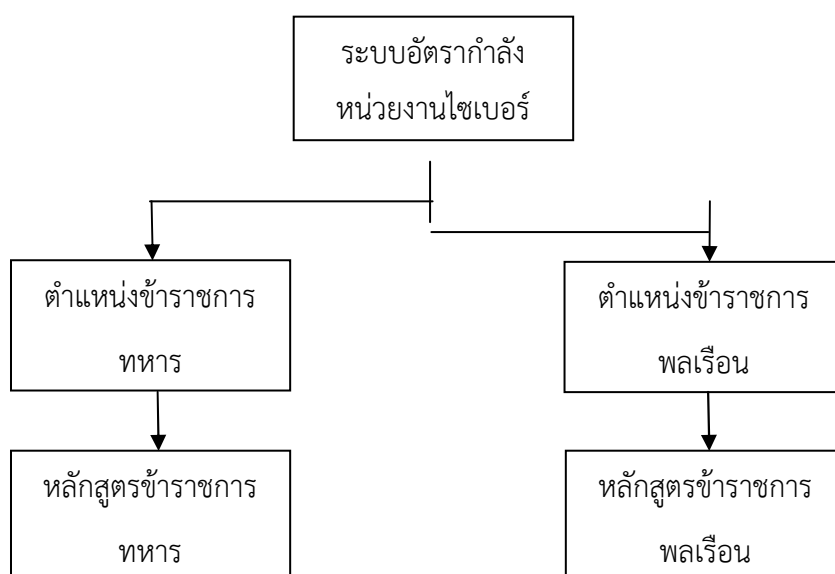 ระบบอัตรากำลัง
หน่วยงานไซเบอร์
ตำแหน่งข้าราชการ
ทหาร
ตำแหน่งข้าราชการ
พลเรือน
หลักสูตรข้าราชการ
ทหาร
หลักสูตรข้าราชการ
พลเรือน